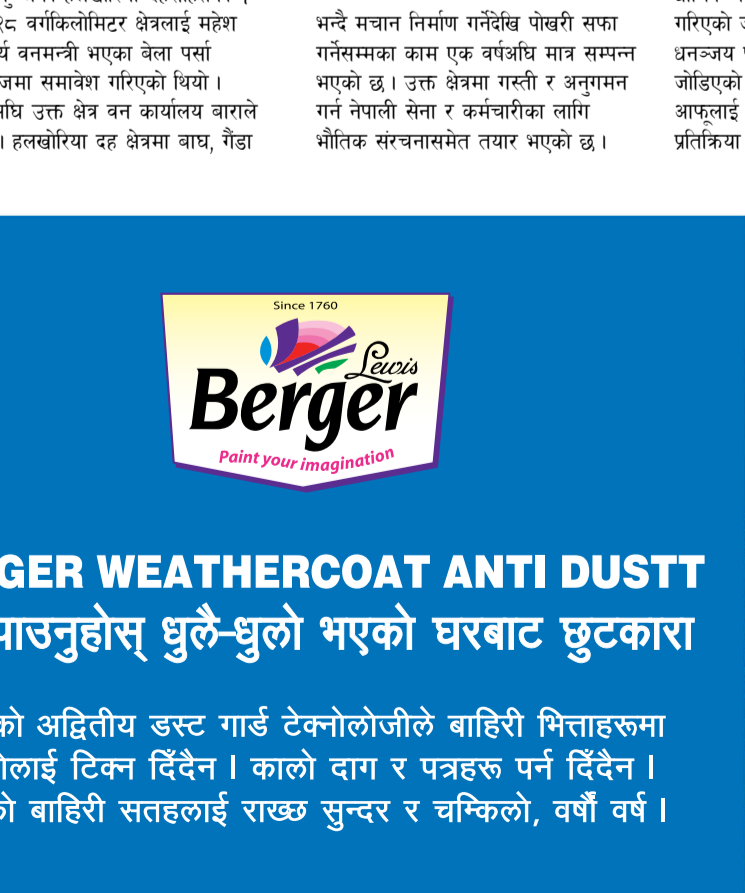 २८ वर्गकिलोमिटर क्षेत्रलाई महेश
वनमन्त्री भएका बेला पर्सा
समावेश गरिएको थियो ।
उक्त क्षेत्र वन कार्यालय बाराले
। हलखोरिया दह क्षेत्रमा बाघ, गैंडा
भन्दै मचान निर्माण गर्नेदेखि पोखरी सफा
गर्नेसम्मका काम एक वर्षअघि मात्र सम्पन्न
भएको छ । उक्त क्षेत्रमा गस्ती र अनुगमन
गर्न नेपाली सेना र कर्मचारीका लागि
भौतिक संरचनासमेत तयार भएको छ ।
गरिएको
धनञ्जय
जोडिएको
आफूलाई
प्रतिक्रिया
Since 1760
Lewis
Berger
Paint your imagination
GER WEATHERCOAT ANTI DUSTT
पाउनुहोस् धुलै–धुलो भएको घरबाट छुटकारा
को अद्वितीय डस्ट गार्ड टेक्नोलोजीले बाहिरी भित्ताहरूमा
लाई टिक्न दिँदैन । कालो दाग र पत्रहरू पर्न दिँदैन ।
को बाहिरी सतहलाई राख्छ सुन्दर र चम्किलो, वर्षौं वर्ष ।